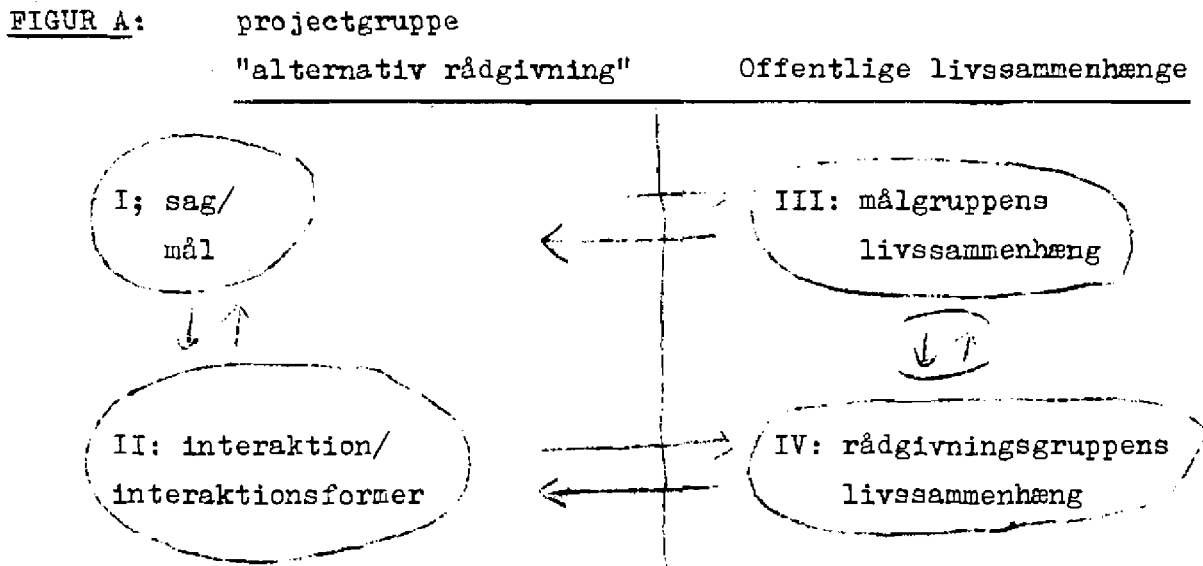 FIGUR A: projectgruppe
"alternativ rådgivning" Offentlige livssammenhænge
I; sag/
mål
III: målgruppens
livssammenhæng
II: interaktion/
interaktionsformer
IV: rådgivningsgruppens
livssammenhæng